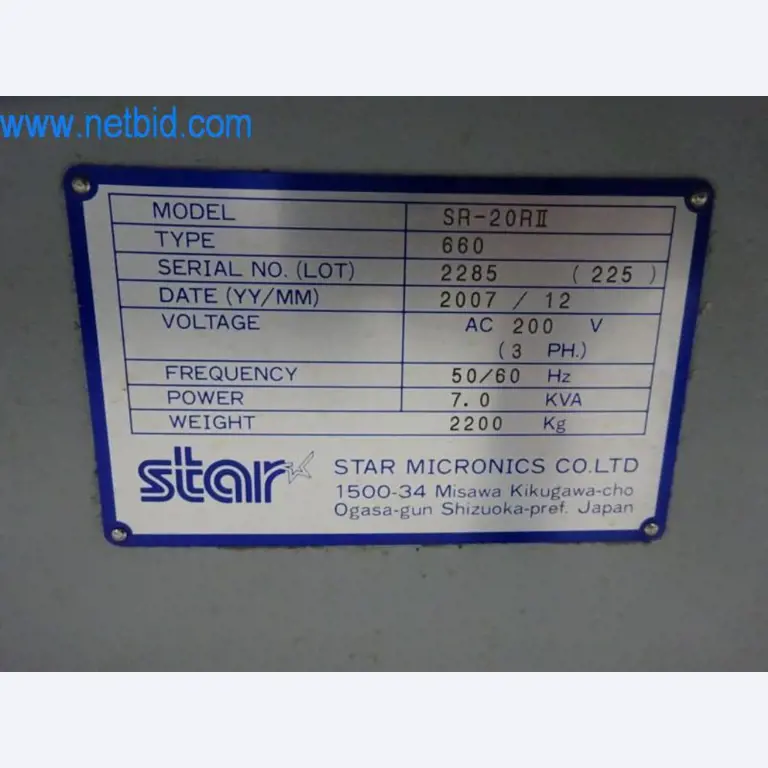 www.netbid.com
MODEL SR-20RⅡ
TYPE 660
SERIAL NO. (LOT) 2285 (225)
DATE (YY/MM) 2007 / 12
VOLTAGE AC 200 V
(3 PH.)
FREQUENCY 50/60 Hz
POWER 7.0 KVA
WEIGHT 2200 Kg
star STAR MICRONICS CO.LTD
1500-34 Misawa Kikugawa-cho
Ogasa-gun Shizuoka-pref. Japan